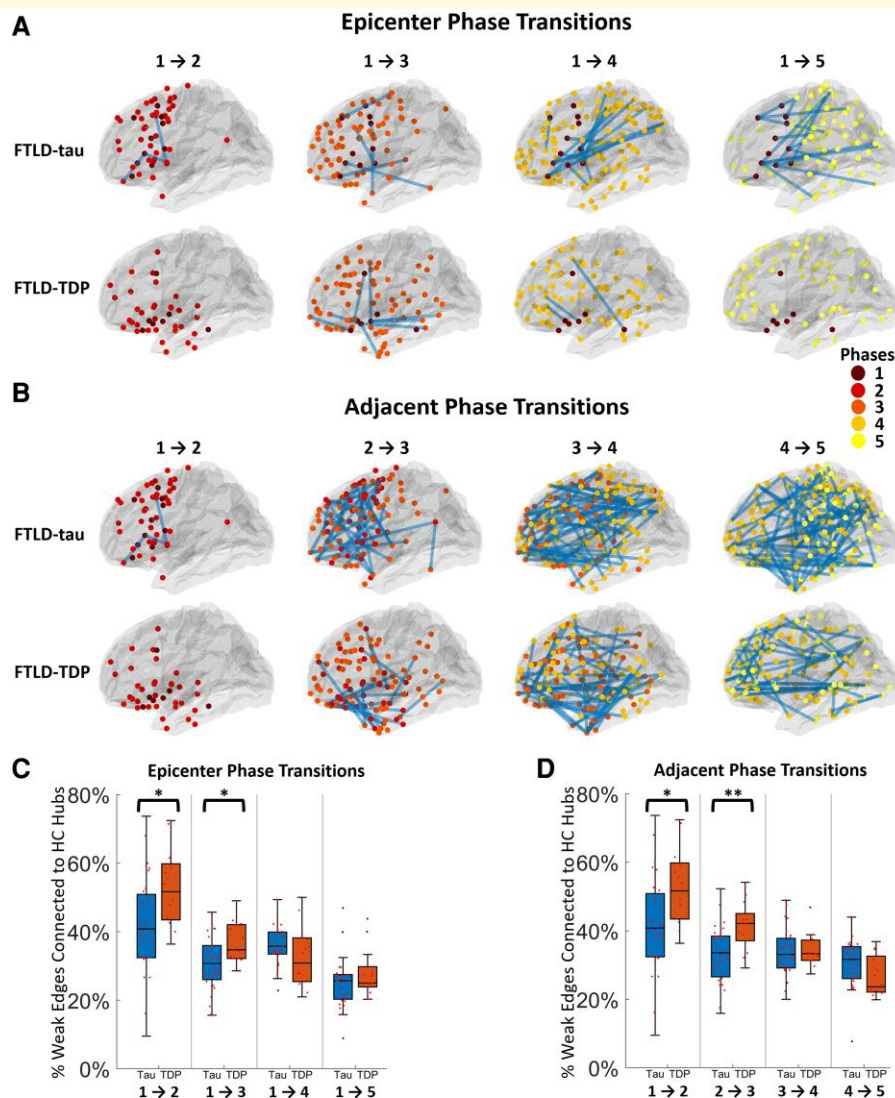 A
Epicenter Phase Transitions
1 → 2 1 → 3 1 → 4 1 → 5
FTLD-tau
FTLD-TDP
Phases
1
2
3
4
5
B
Adjacent Phase Transitions
1 → 2 2 → 3 3 → 4 4 → 5
FTLD-tau
FTLD-TDP
C
Epicenter Phase Transitions
% Weak Edges Connected to HC Hubs
80%
60%
40%
20%
0%
* *
Tau TDP Tau TDP Tau TDP Tau TDP
1 → 2 1 → 3 1 → 4 1 → 5
D
Adjacent Phase Transitions
% Weak Edges Connected to HC Hubs
80%
60%
40%
20%
0%
* **
Tau TDP Tau TDP Tau TDP Tau TDP
1 → 2 2 → 3 3 → 4 4 → 5